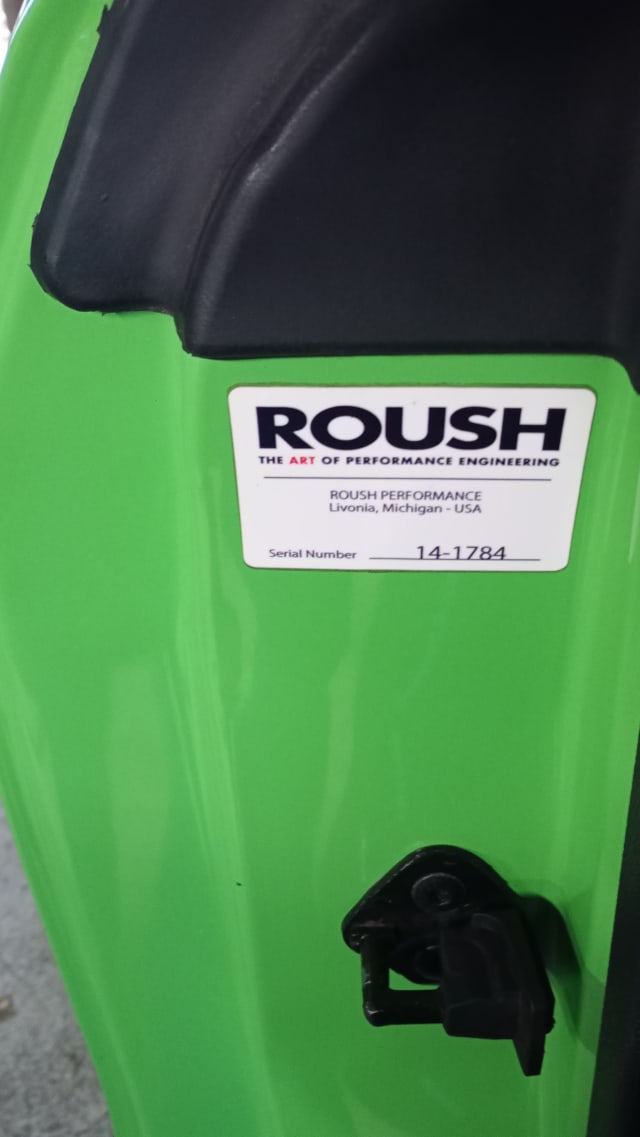 ROUSH
THE ART OF PERFORMANCE ENGINEERING
ROUSH PERFORMANCE
Livonia, Michigan - USA
Serial Number 14-1784